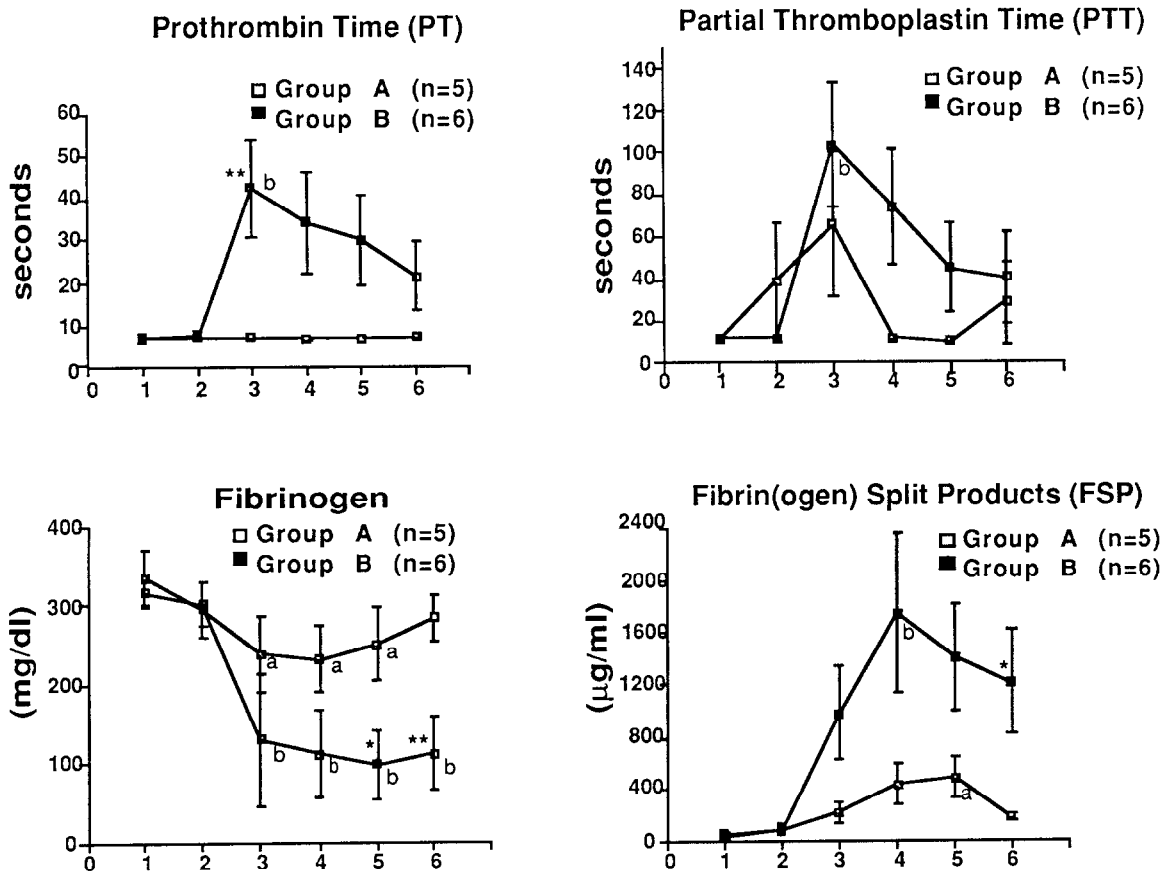 Prothrombin Time (PT)
Group A (n=5)
Group B (n=6)
60
50
40
30
20
10
0
seconds
** b
0 1 2 3 4 5 6
Partial Thromboplastin Time (PTT)
Group A (n=5)
Group B (n=6)
140
120
100
80
60
40
20
0
seconds
b
0 1 2 3 4 5 6
Fibrinogen
Group A (n=5)
Group B (n=6)
400
300
200
100
0
(mg/dl)
a a a
* **
b b b b
0 1 2 3 4 5 6
Fibrin(ogen) Split Products (FSP)
Group A (n=5)
Group B (n=6)
2400
2000
1600
1200
800
400
0
(µg/ml)
b
*
a
0 1 2 3 4 5 6